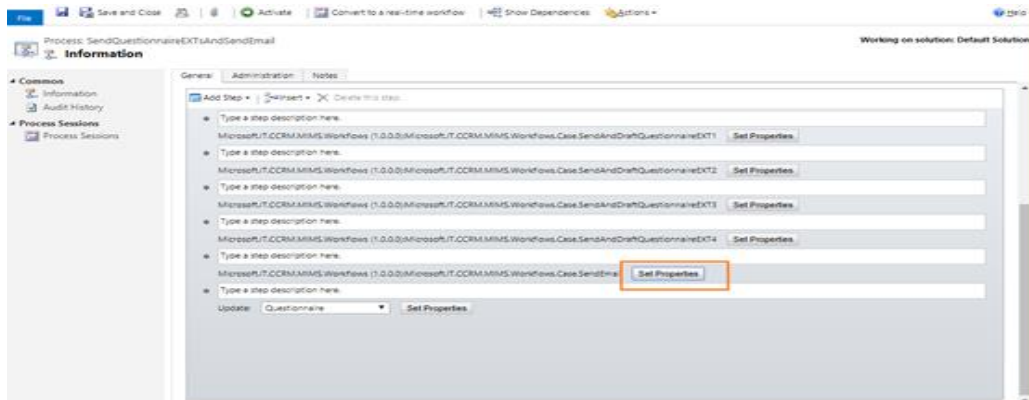 File Save and Close Activate Convert to a real-time workflow Show Dependencies Actions Help
Process: SendQuestionnaireEXTsAndSendEmail
Information
Working on solution: Default Solution
Common
Information
Audit History
Process Sessions
Process Sessions
General Administration Notes
Add Step Insert Delete this step.
Type a step description here.
Microsoft.IT.CCRM.MIMS.Workflows (1.0.0.0):Microsoft.IT.CCRM.MIMS.Workflows.Case.SendAndDraftQuestionnaireEXT1 Set Properties
Type a step description here.
Microsoft.IT.CCRM.MIMS.Workflows (1.0.0.0):Microsoft.IT.CCRM.MIMS.Workflows.Case.SendAndDraftQuestionnaireEXT2 Set Properties
Type a step description here.
Microsoft.IT.CCRM.MIMS.Workflows (1.0.0.0):Microsoft.IT.CCRM.MIMS.Workflows.Case.SendAndDraftQuestionnaireEXT3 Set Properties
Type a step description here.
Microsoft.IT.CCRM.MIMS.Workflows (1.0.0.0):Microsoft.IT.CCRM.MIMS.Workflows.Case.SendAndDraftQuestionnaireEXT4 Set Properties
Type a step description here.
Microsoft.IT.CCRM.MIMS.Workflows (1.0.0.0):Microsoft.IT.CCRM.MIMS.Workflows.Case.SendEmail Set Properties
Type a step description here.
Update: Questionnaire Set Properties